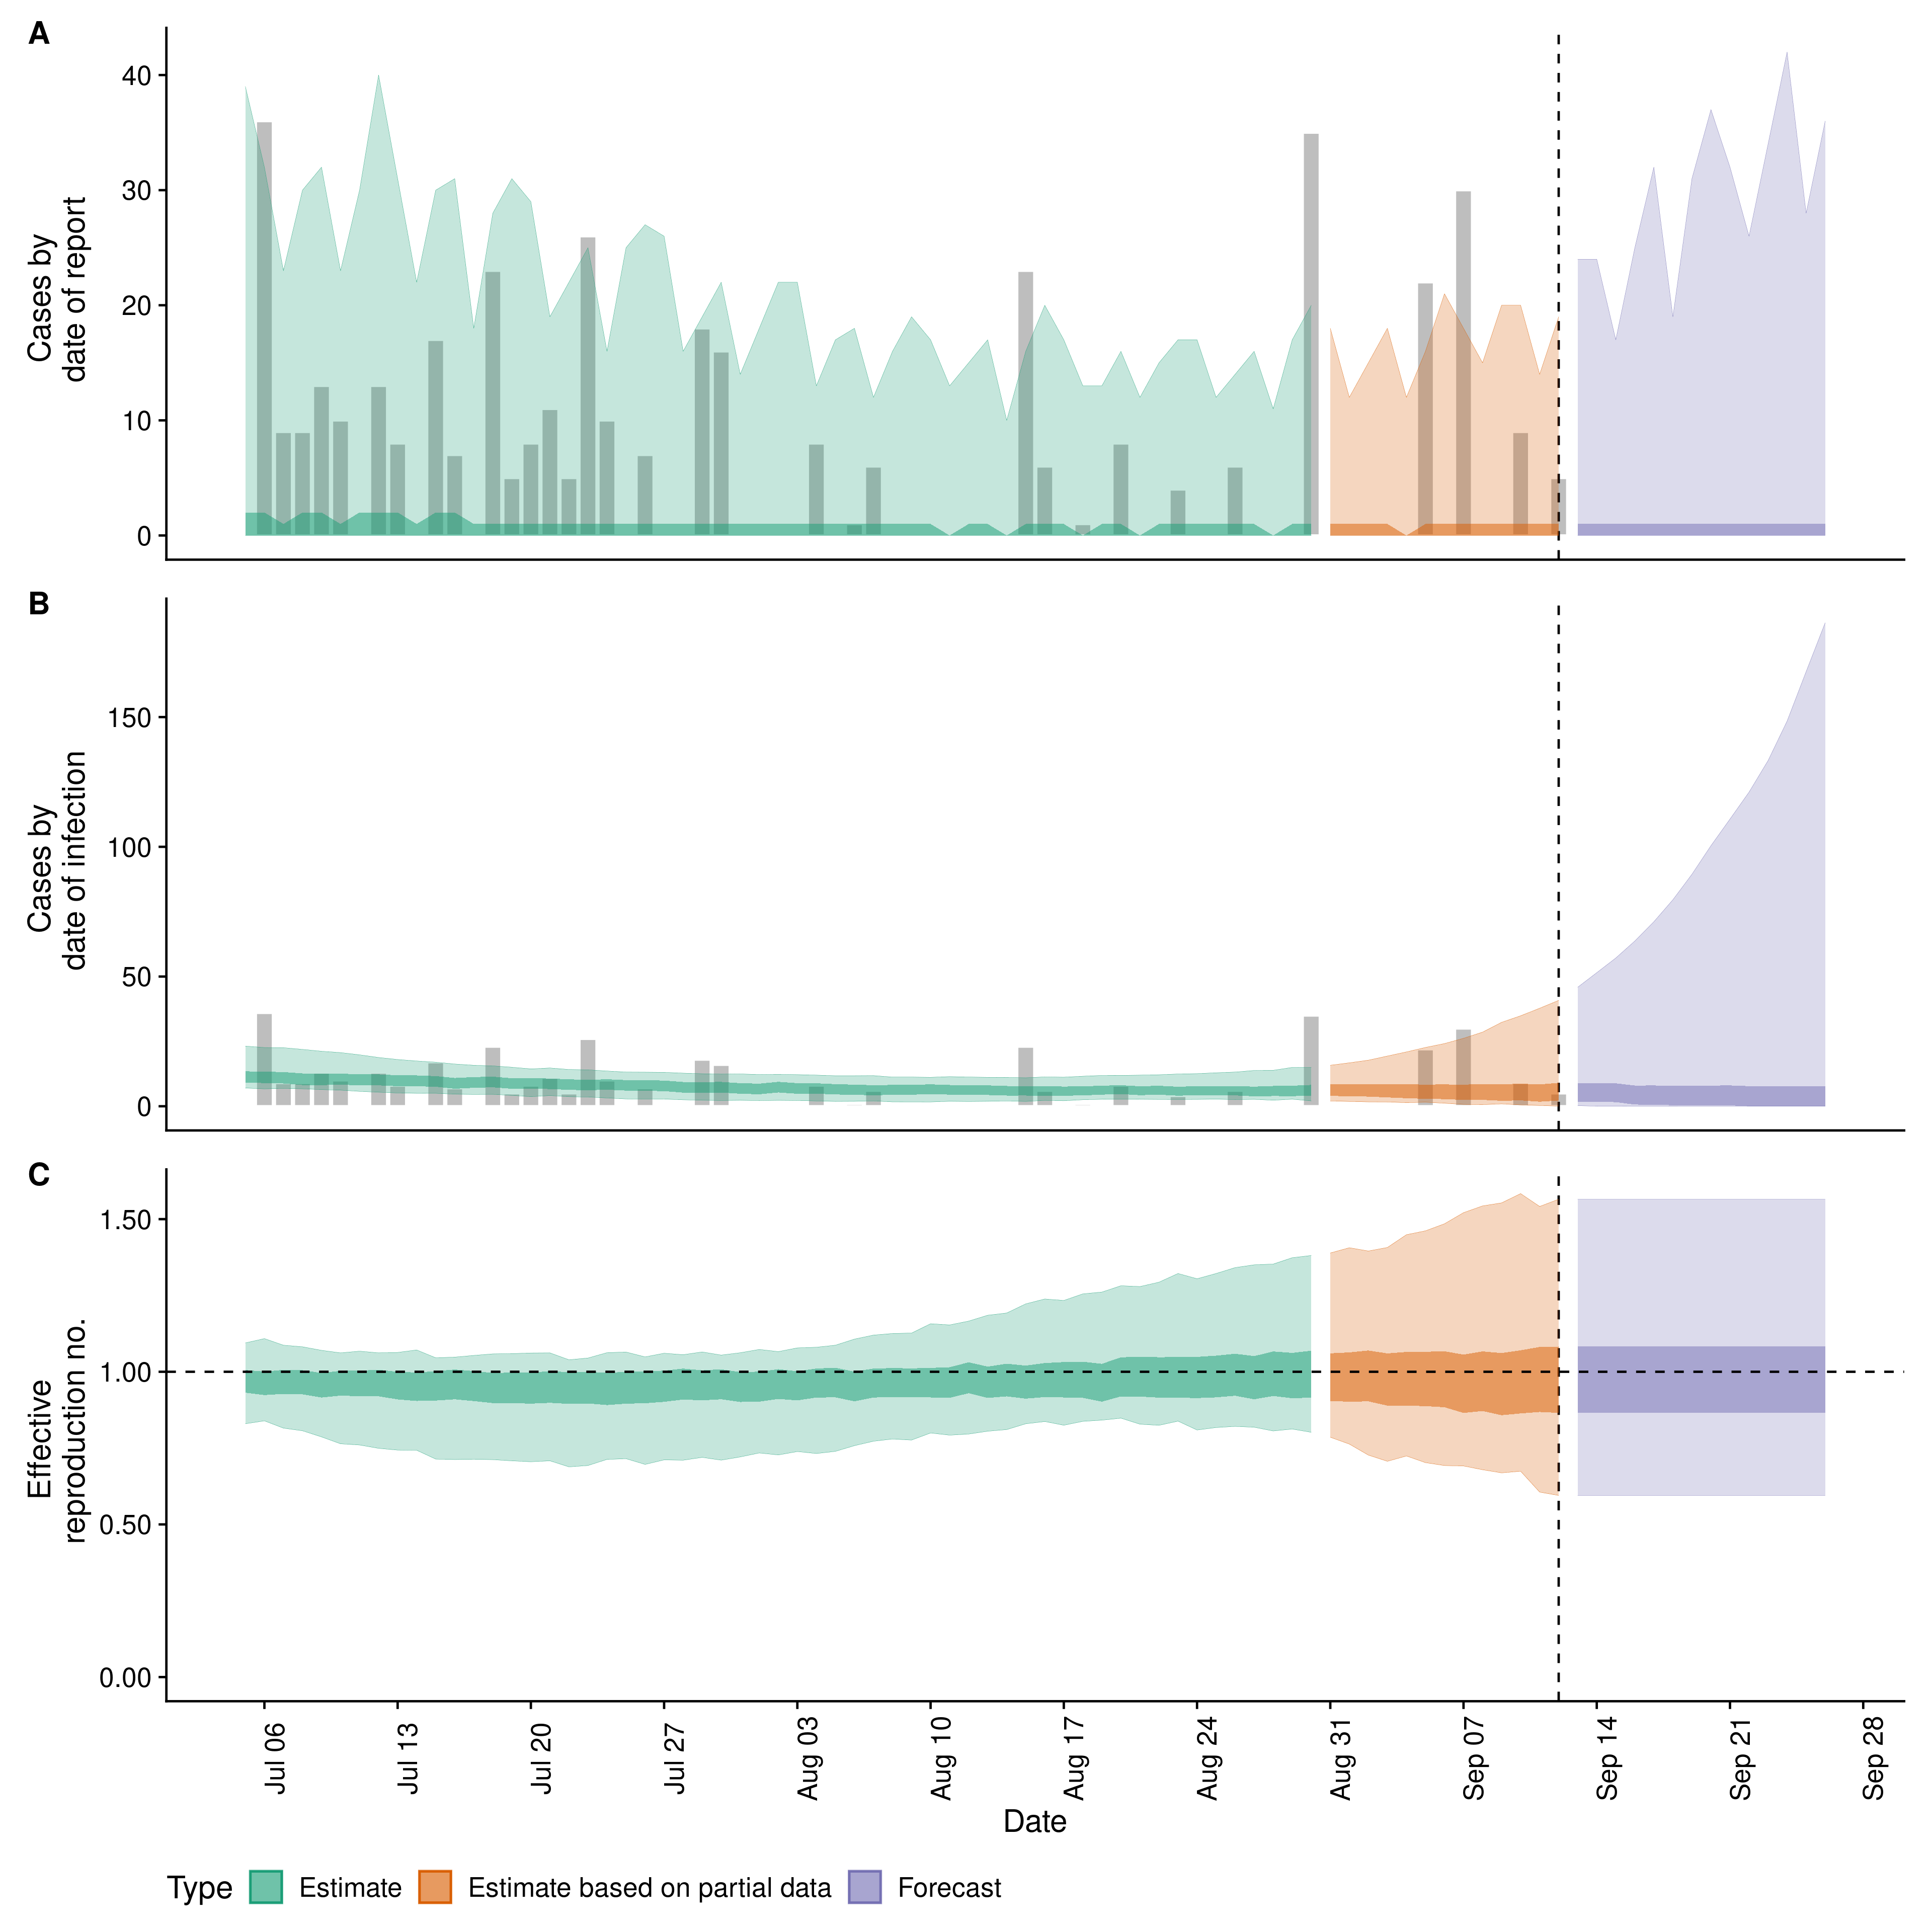 A
Cases by
date of report
40
30
20
10
0
B
Cases by
date of infection
150
100
50
0
C
Effective
reproduction no.
1.50
1.00
0.50
0.00
Jul 06
Jul 13
Jul 20
Jul 27
Aug 03
Aug 10
Aug 17
Aug 24
Aug 31
Sep 07
Sep 14
Sep 21
Sep 28
Date
Type Estimate Estimate based on partial data Forecast